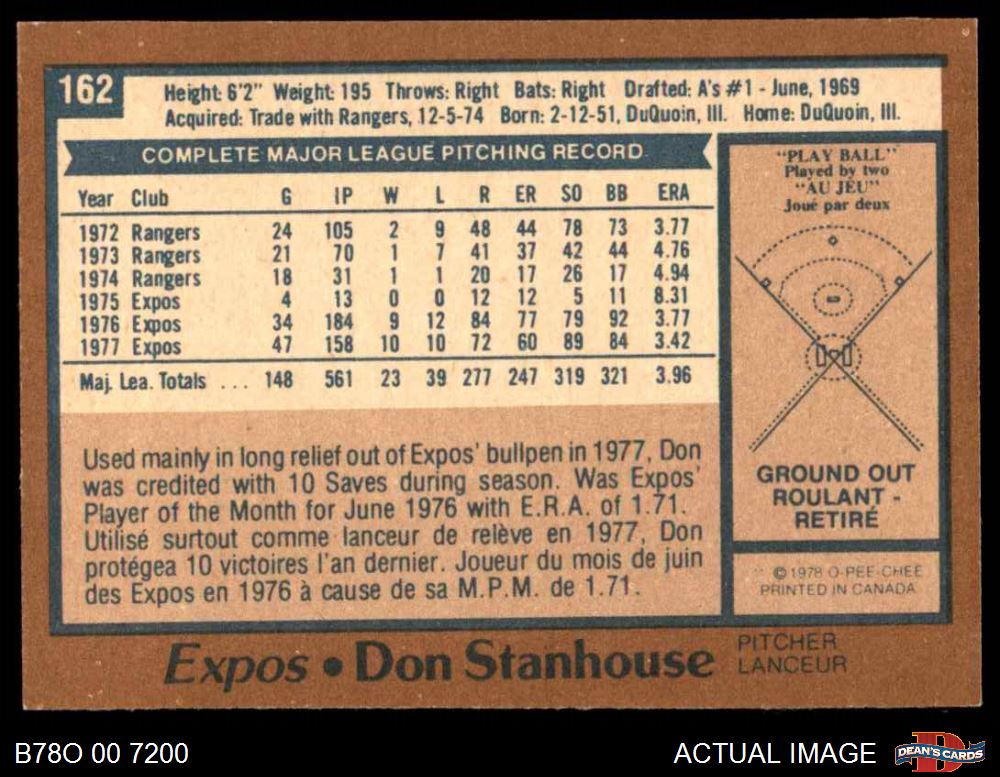 162
Height: 6'2" Weight: 195 Throws: Right Bats: Right Drafted: A's #1 - June, 1969
Acquired: Trade with Rangers, 12-5-74 Born: 2-12-51, DuQuoin, Ill. Home: DuQuoin, Ill.
COMPLETE MAJOR LEAGUE PITCHING RECORD
Year Club G IP W L R ER SO BB ERA
1972 Rangers 24 105 2 9 48 44 78 73 3.77
1973 Rangers 21 70 1 7 41 37 42 44 4.76
1974 Rangers 18 31 1 1 20 17 26 17 4.94
1975 Expos 4 13 0 0 12 12 5 11 8.31
1976 Expos 34 184 9 12 84 77 79 92 3.77
1977 Expos 47 158 10 10 72 60 89 84 3.42
Maj. Lea. Totals ... 148 561 23 39 277 247 319 321 3.96
Used mainly in long relief out of Expos' bullpen in 1977, Don
was credited with 10 Saves during season. Was Expos'
Player of the Month for June 1976 with E.R.A. of 1.71.
Utilisé surtout comme lanceur de relève en 1977, Don
protégea 10 victoires l'an dernier. Joueur du mois de juin
des Expos en 1976 à cause de sa M.P.M. de 1.71.
"PLAY BALL"
Played by two
"AU JEU"
Joué par deux
GROUND OUT
ROULANT -
RETIRÉ
© 1978 O-PEE-CHEE
PRINTED IN CANADA
Expos • Don Stanhouse
PITCHER
LANCEUR
B78O 00 7200
ACTUAL IMAGE
DEAN'S CARDS